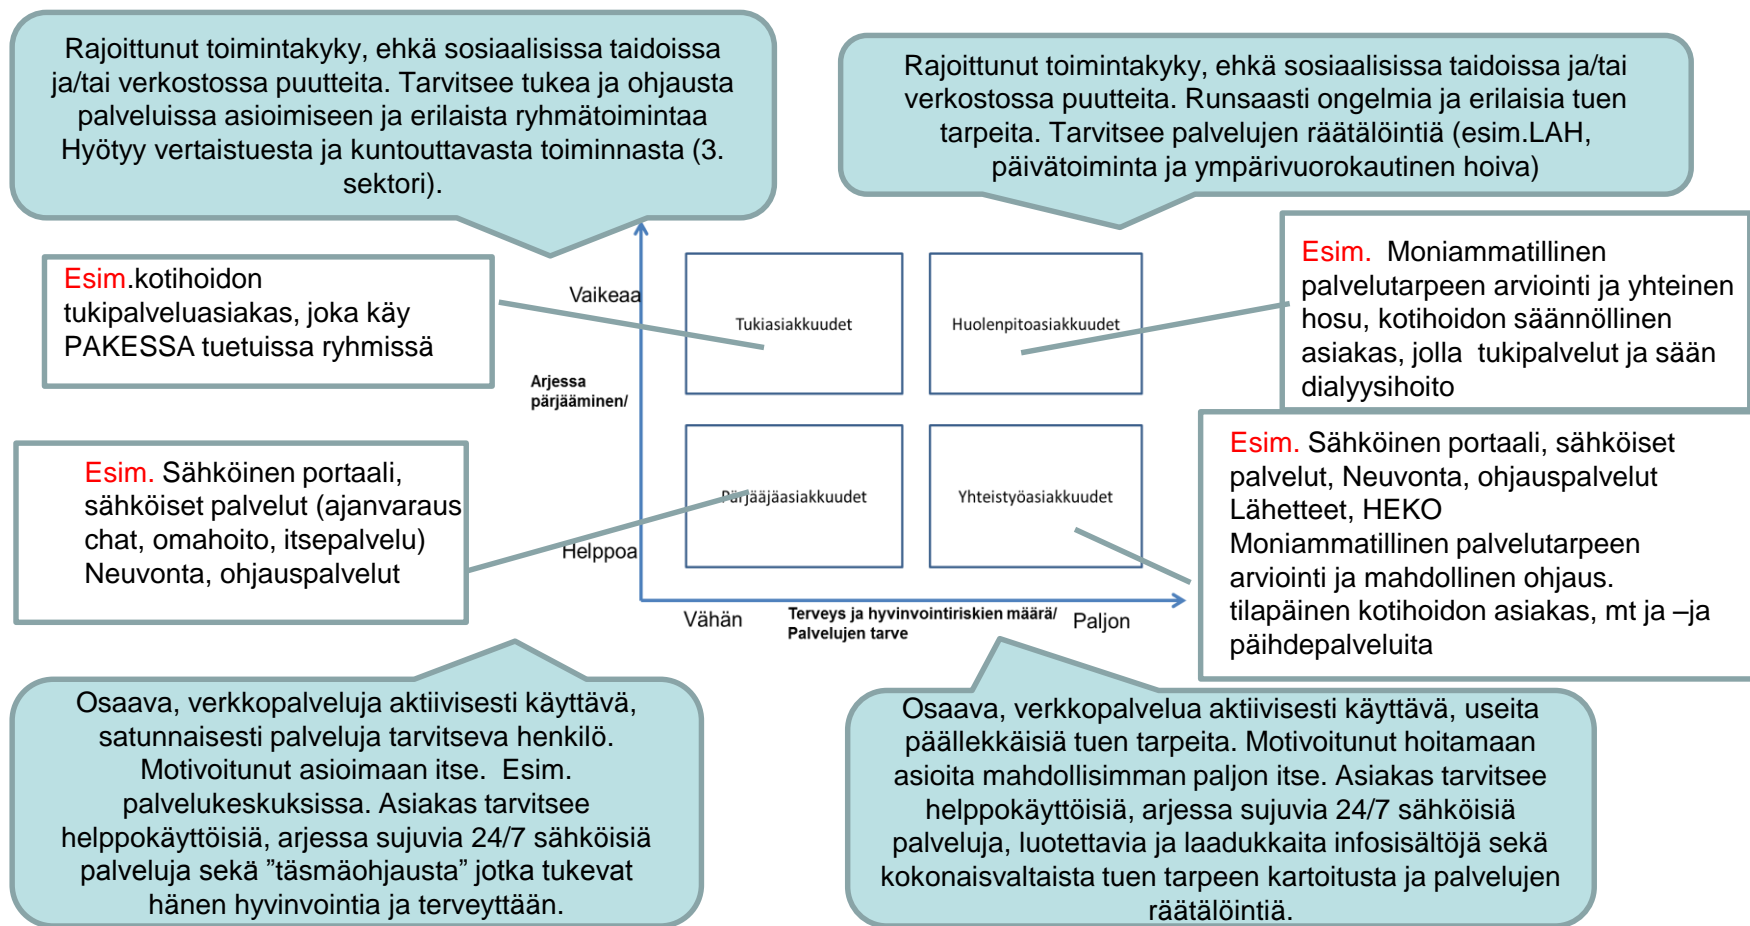 Rajoittunut toimintakyky, ehkä sosiaalisissa taidoissa
ja/tai verkostossa puutteita. Tarvitsee tukea ja ohjausta
palveluissa asioimiseen ja erilaista ryhmätoimintaa
Hyötyy vertaistuesta ja kuntouttavasta toiminnasta (3.
sektori).
Rajoittunut toimintakyky, ehkä sosiaalisissa taidoissa ja/tai
verkostossa puutteita. Runsaasti ongelmia ja erilaisia tuen
tarpeita. Tarvitsee palvelujen räätälöintiä (esim.LAH,
päivätoiminta ja ympärivuorokautinen hoiva)
Esim.kotihoidon
tukipalveluasiakas, joka käy
PAKESSA tuetuissa ryhmissä
Vaikeaa
Tukiasiakkuudet
Huolenpitoasiakkuudet
Esim. Moniammatillinen
palvelutarpeen arviointi ja yhteinen
hosu, kotihoidon säännöllinen
asiakas, jolla tukipalvelut ja sään
dialyysihoito
Arjessa
pärjääminen/
Esim. Sähköinen portaali,
sähköiset palvelut (ajanvaraus
chat, omahoito, itsepalvelu)
Neuvonta, ohjauspalvelut
Pärjääjäasiakkuudet
Yhteistyöasiakkuudet
Helppoa
Esim. Sähköinen portaali, sähköiset
palvelut, Neuvonta, ohjauspalvelut
Lähetteet, HEKO
Moniammatillinen palvelutarpeen
arviointi ja mahdollinen ohjaus.
tilapäinen kotihoidon asiakas, mt ja –ja
päihdepalveluita
Vähän
Terveys ja hyvinvointiriskien määrä/
Palvelujen tarve
Paljon
Osaava, verkkopalveluja aktiivisesti käyttävä,
satunnaisesti palveluja tarvitseva henkilö.
Motivoitunut asioimaan itse. Esim.
palvelukeskuksissa. Asiakas tarvitsee
helppokäyttöisiä, arjessa sujuvia 24/7 sähköisiä
palveluja sekä ”täsmäohjausta” jotka tukevat
hänen hyvinvointia ja terveyttään.
Osaava, verkkopalvelua aktiivisesti käyttävä, useita
päällekkäisiä tuen tarpeita. Motivoitunut hoitamaan
asioita mahdollisimman paljon itse. Asiakas tarvitsee
helppokäyttöisiä, arjessa sujuvia 24/7 sähköisiä
palveluja, luotettavia ja laadukkaita infosisältöjä sekä
kokonaisvaltaista tuen tarpeen kartoitusta ja palvelujen
räätälöintiä.